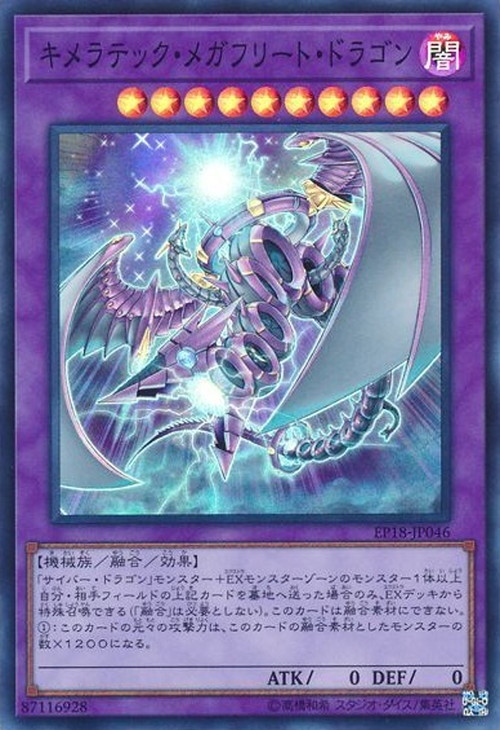 キメラテック・メガフリート・ドラゴン
闇
EP18-JP046
【機械族/融合/効果】
「サイバー・ドラゴン」モンスター+EXモンスターゾーンのモンスター1体以上
自分・相手フィールドの上記カードを墓地へ送った場合のみ、EXデッキから
特殊召喚できる(「融合」は必要としない)。このカードは融合素材にできない。
①:このカードの元々の攻撃力は、このカードの融合素材としたモンスターの
数×1200になる。
ATK/ 0 DEF/ 0
87116928 ©高橋和希 スタジオ・ダイス/集英社